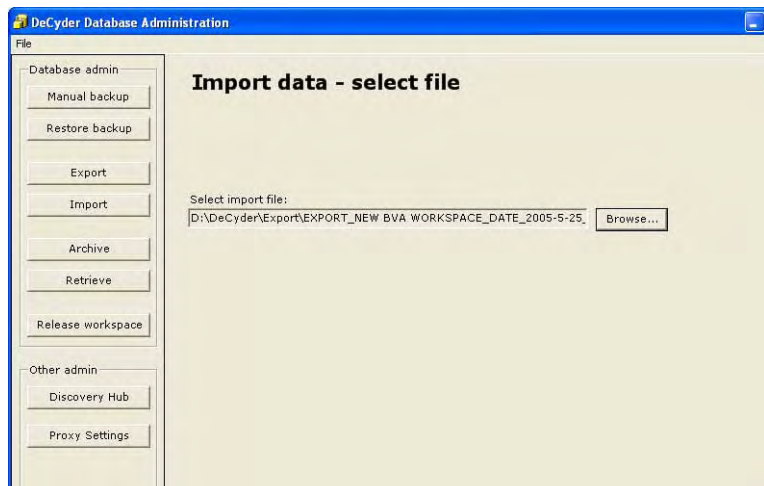 DeCyder Database Administration
File
Database admin
Manual backup
Restore backup
Export
Import
Archive
Retrieve
Release workspace
Other admin
Discovery Hub
Proxy Settings
Import data - select file
Select import file:
D:\DeCyder\Export\EXPORT_NEW BVA WORKSPACE_DATE_2005-5-25_
Browse...